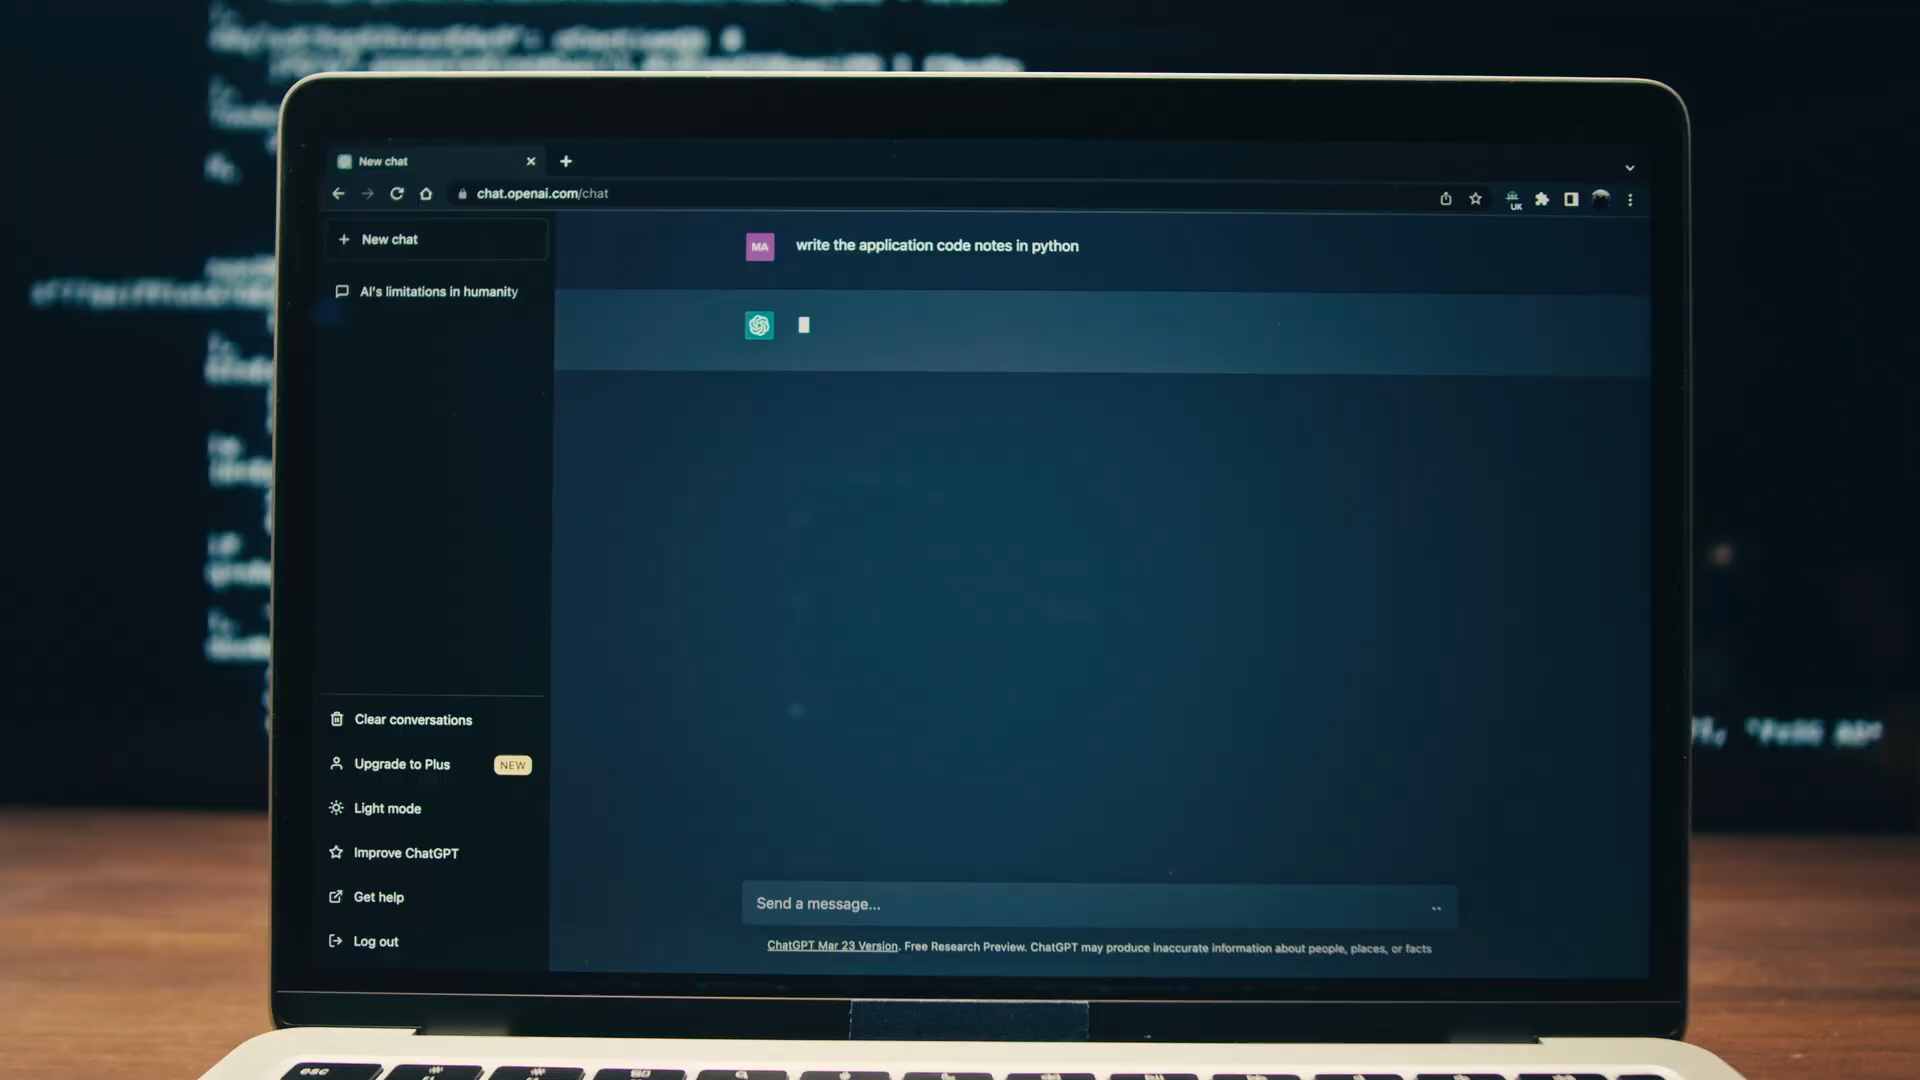 New chat
chat.openai.com/chat
UK
New chat
AI's limitations in humanity
MA
write the application code notes in python
Clear conversations
Upgrade to Plus
NEW
Light mode
Improve ChatGPT
Get help
Log out
Send a message...
ChatGPT Mar 23 Version. Free Research Preview. ChatGPT may produce inaccurate information about people, places, or facts
esc